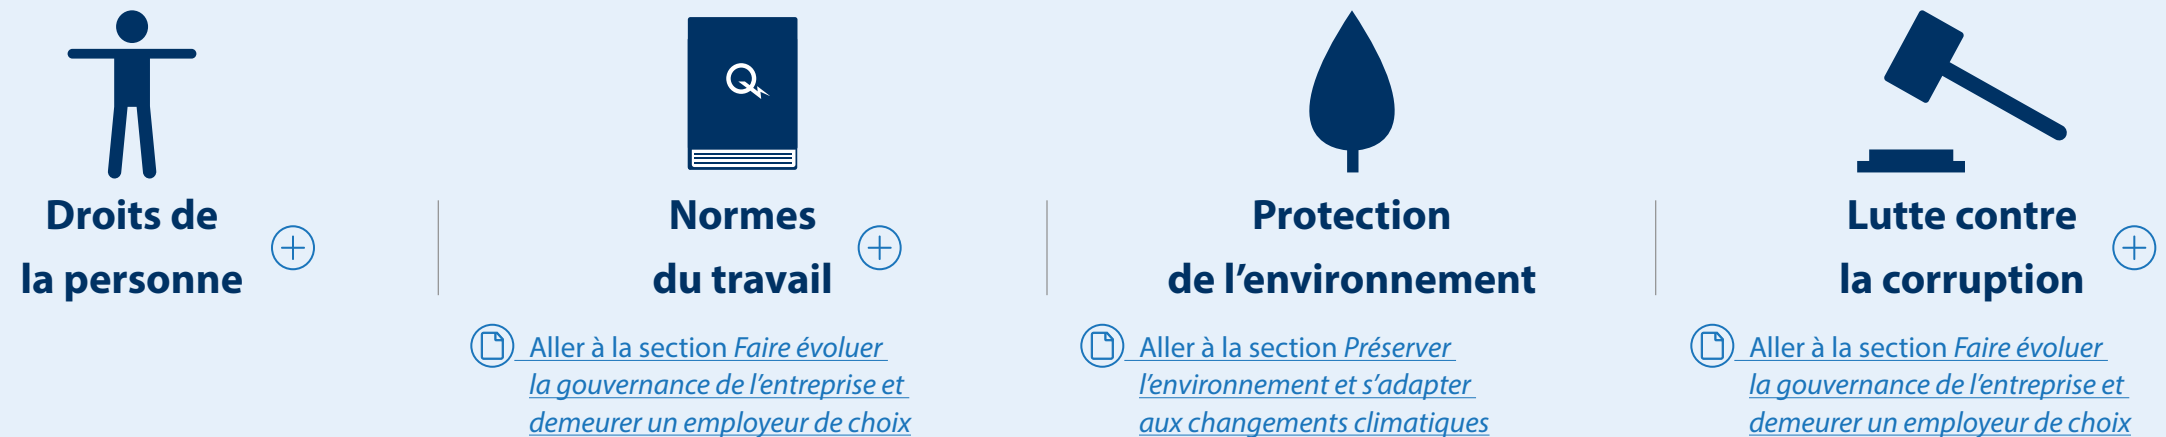 Droits de
la personne
Normes
du travail
Aller à la section Faire évoluer
la gouvernance de l’entreprise et
demeurer un employeur de choix
Protection
de l’environnement
Aller à la section Préserver
l’environnement et s’adapter
aux changements climatiques
Lutte contre
la corruption
Aller à la section Faire évoluer
la gouvernance de l’entreprise et
demeurer un employeur de choix